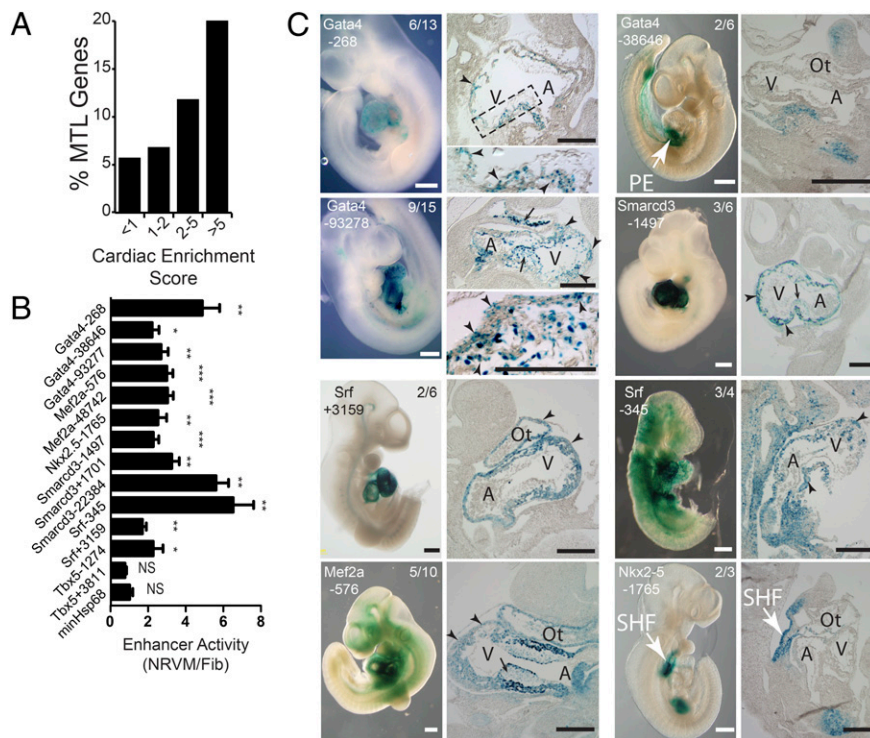 A
% MTL Genes
20
15
10
5
0
<1
1-2
2-5
>5
Cardiac Enrichment
Score
B
Gata4-268
**
Gata4-38646
*
Gata4-93277
**
Mef2a-576
***
Mef2a-48742
***
Nkx2.5-1765
**
Smarcd3-1497
***
Smarcd3+1701
**
Smarcd3-22384
**
Srf-345
**
Srf+3159
**
Tbx5-1274
*
Tbx5+3811
NS
minHsp68
NS
0
2
4
6
8
Enhancer Activity
(NRVM/Fib)
C
Gata4
-268
6/13
V
A
Gata4
-38646
2/6
PE
Ot
V
A
Gata4
-93278
9/15
A
V
Smarcd3
-1497
3/6
V
A
Srf
+3159
2/6
Ot
V
A
Srf
-345
3/4
V
A
Mef2a
-576
5/10
Ot
V
A
Nkx2-5
-1765
2/3
SHF
SHF
Ot
A
V